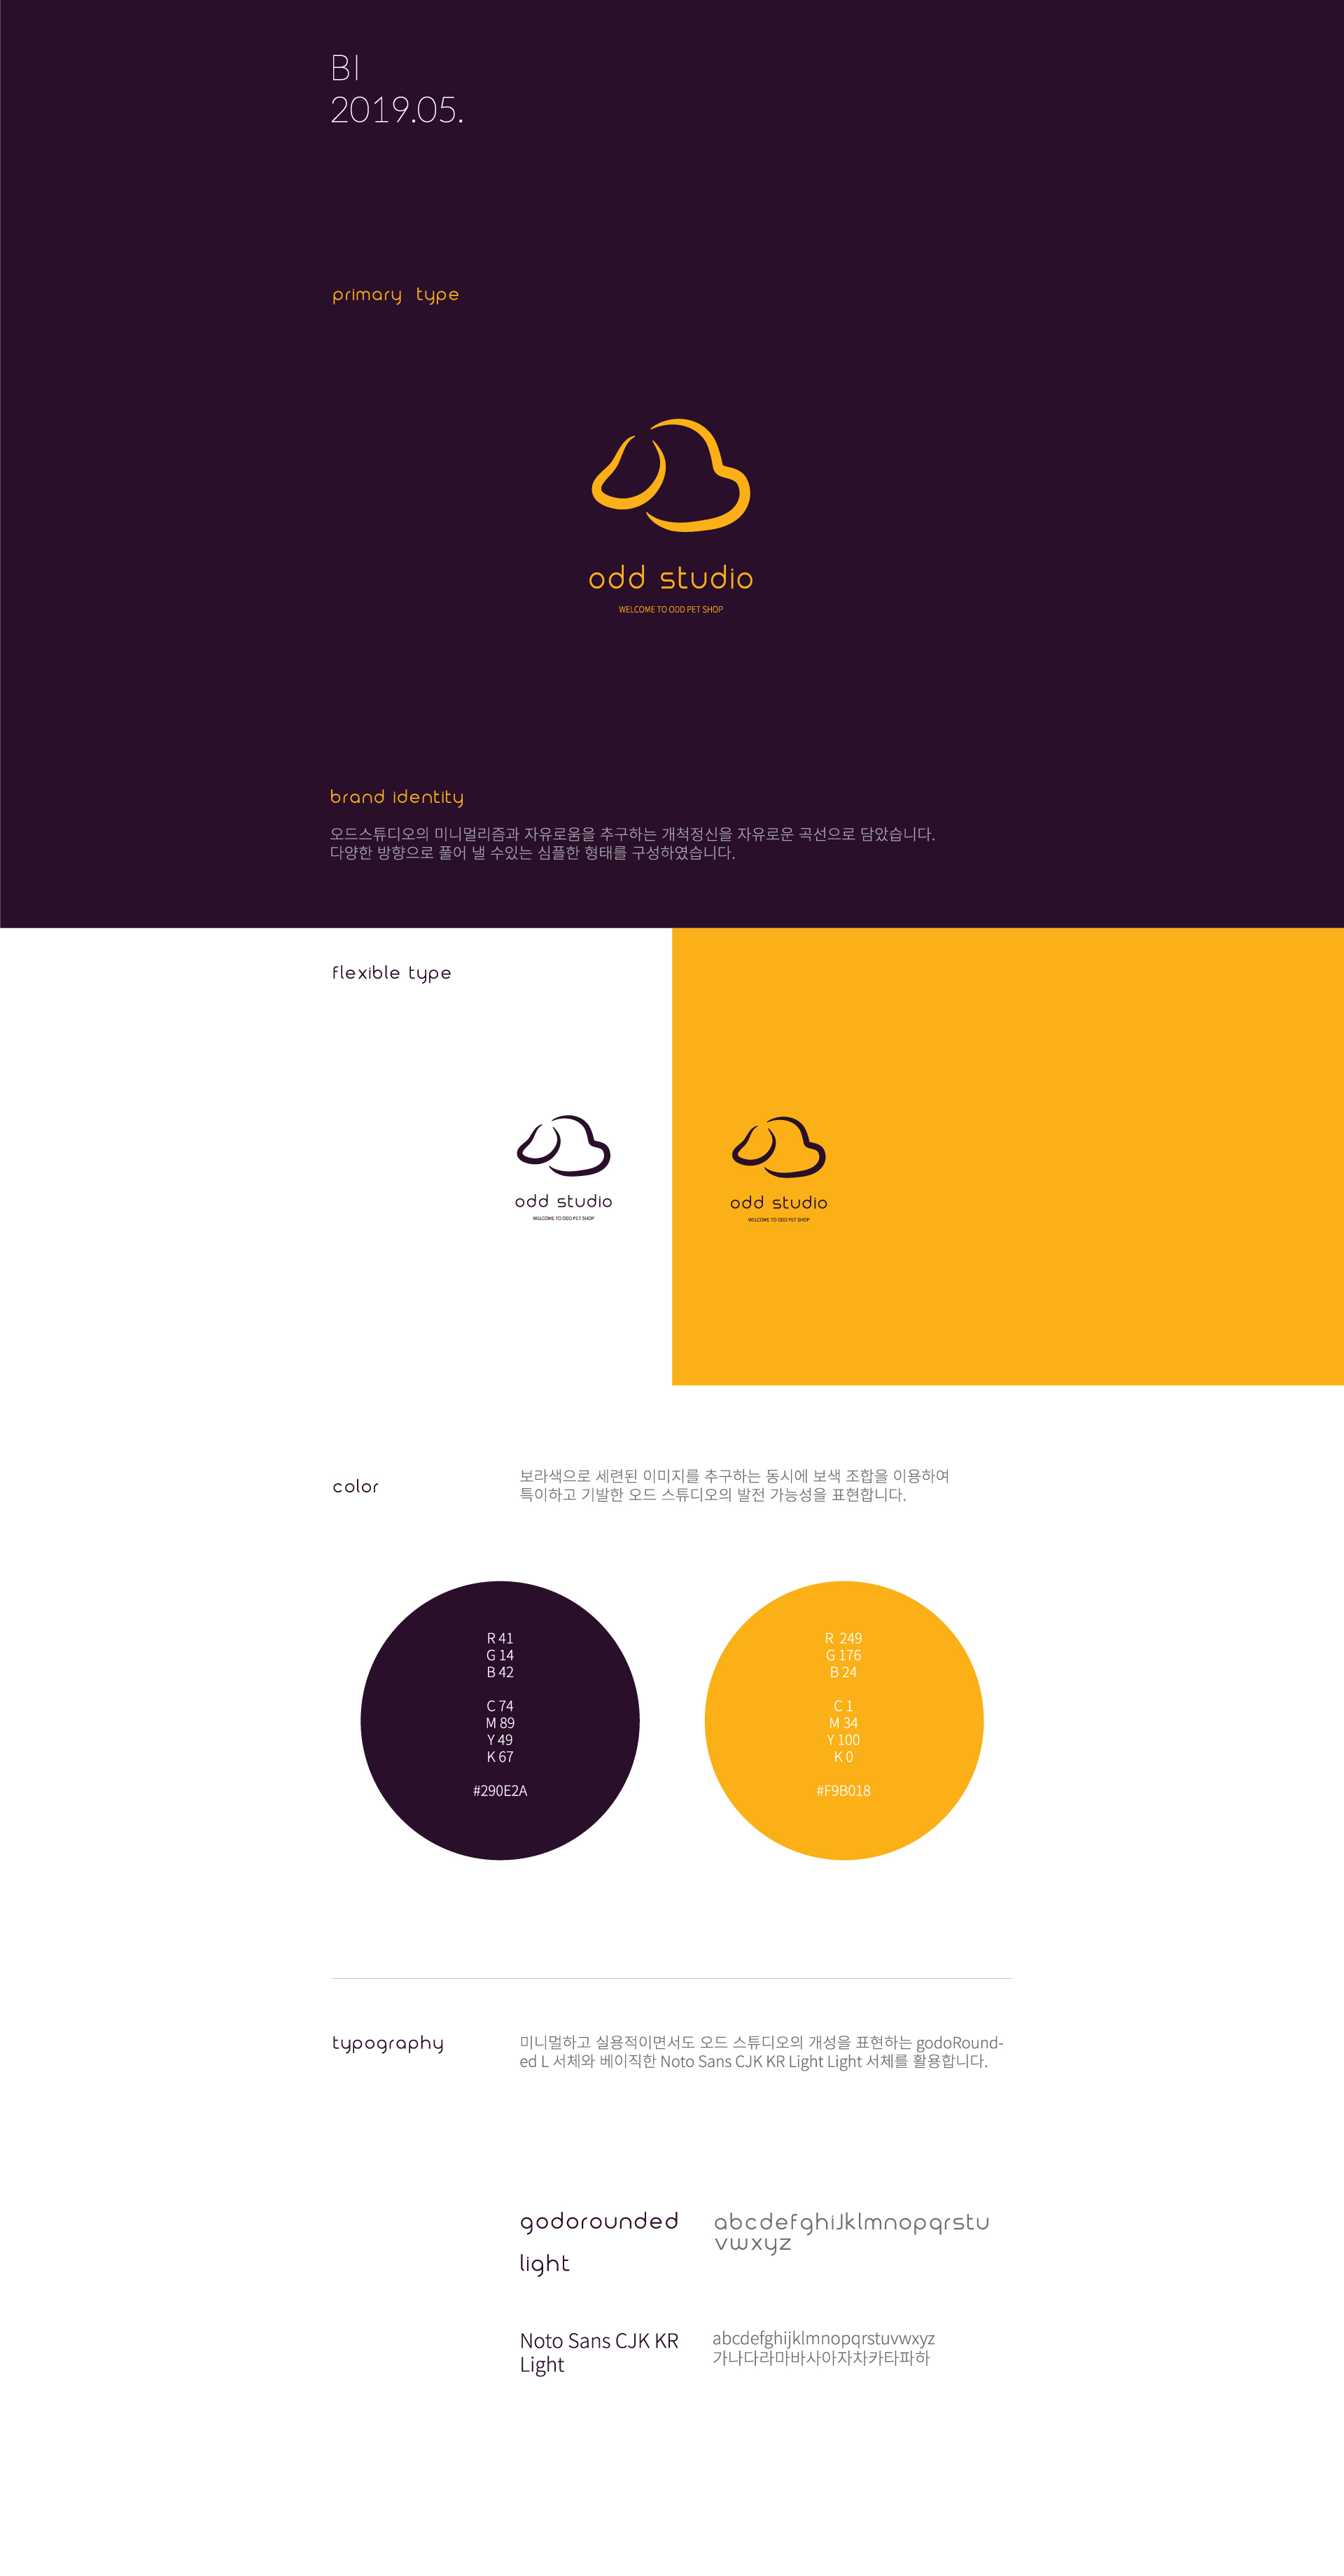 BI
2019.05.
primary type
odd studio
WELCOME TO ODD PET SHOP
brand identity
오드스튜디오의 미니멀리즘과 자유로움을 추구하는 개척정신을 자유로운 곡선으로 담았습니다.
다양한 방향으로 풀어 낼 수있는 심플한 형태를 구성하였습니다.
flexible type
odd studio
WELCOME TO ODD PET SHOP
odd studio
WELCOME TO ODD PET SHOP
color
보라색으로 세련된 이미지를 추구하는 동시에 보색 조합을 이용하여
특이하고 기발한 오드 스튜디오의 발전 가능성을 표현합니다.
R 41
G 14
B 42
C 74
M 89
Y 49
K 67
#290E2A
R 249
G 176
B 24
C 1
M 34
Y 100
K 0
#F9B018
typography
미니멀하고 실용적이면서도 오드 스튜디오의 개성을 표현하는 godoRound-
ed L 서체와 베이직한 Noto Sans CJK KR Light Light 서체를 활용합니다.
godorounded
light
abcdefghijklmnopqrstu
vwxyz
Noto Sans CJK KR
Light
abcdefghijklmnopqrstuvwxyz
가나다라마바사아자차카타파하